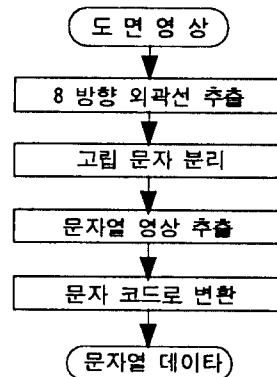 도 면 영 상
8 방향 외곽선 추출
고립 문자 분리
문자열 영상 추출
문자 코드로 변환
문자열 데이타